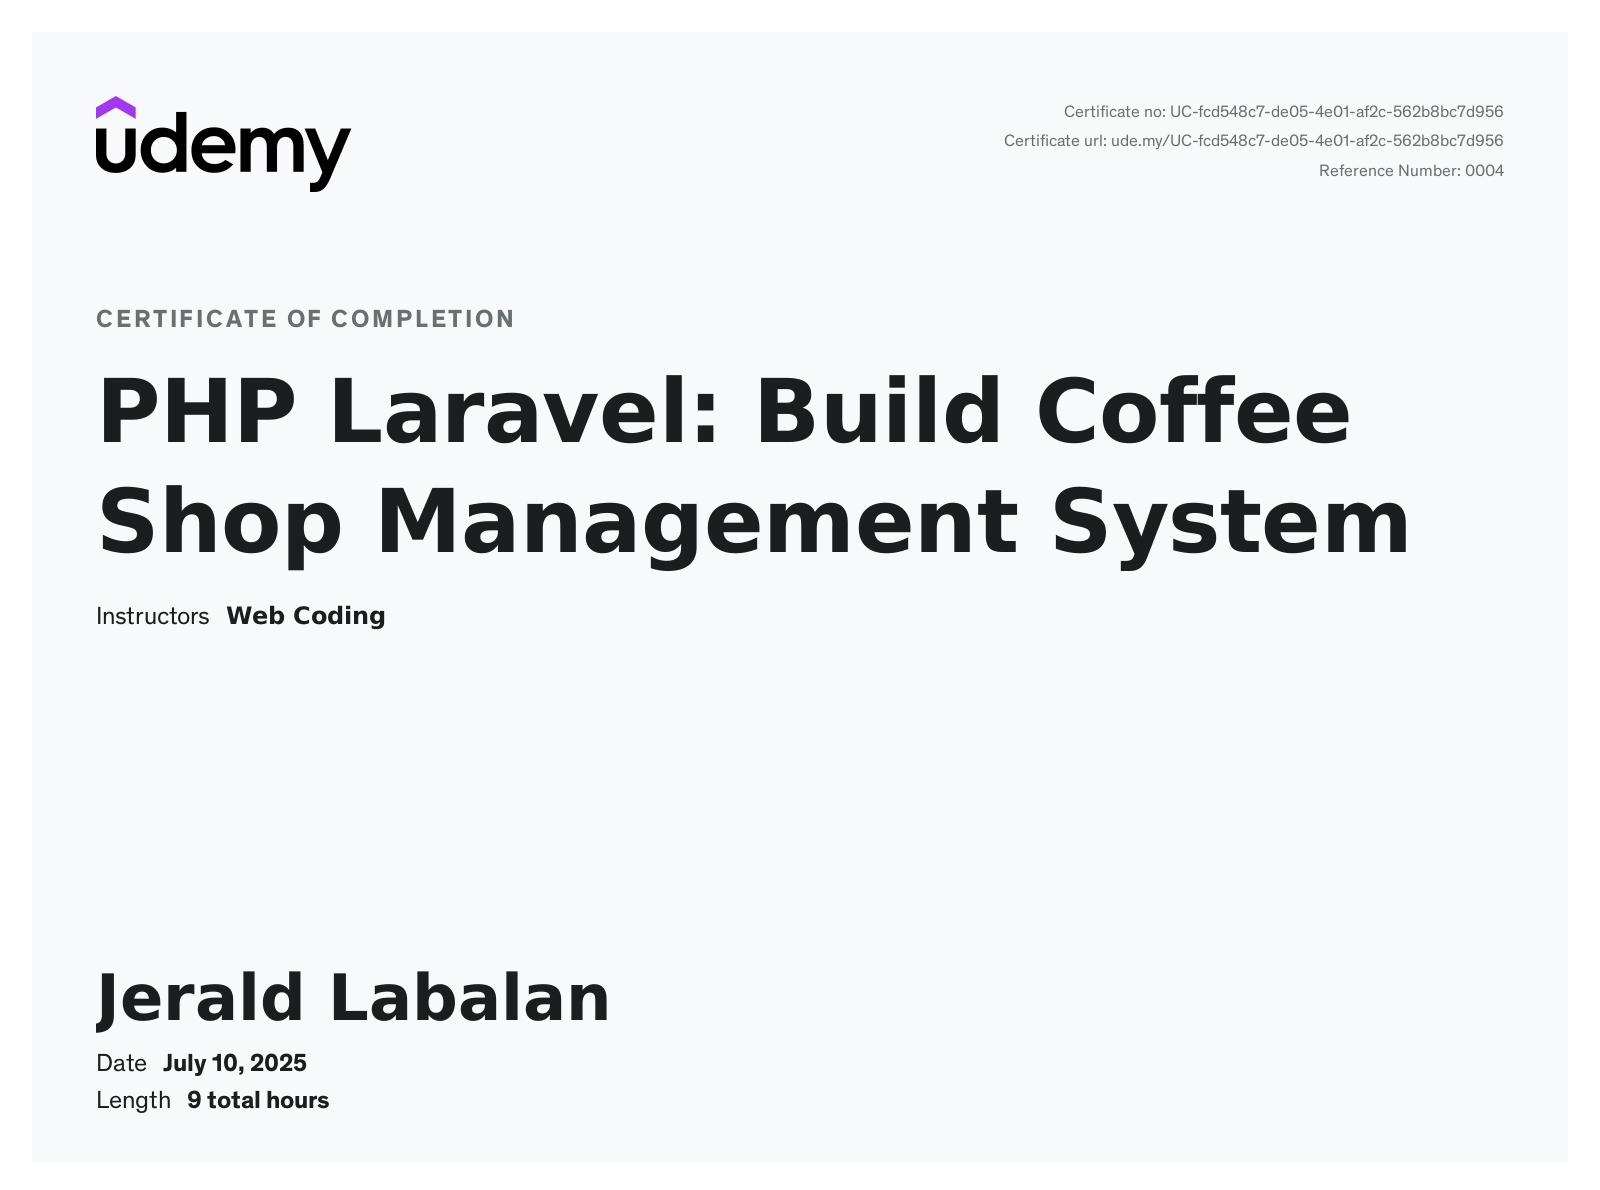 udemy
Certificate no: UC-fcd548c7-de05-4e01-af2c-562b8bc7d956
Certificate url: ude.my/UC-fcd548c7-de05-4e01-af2c-562b8bc7d956
Reference Number: 0004
CERTIFICATE OF COMPLETION
PHP Laravel: Build Coffee
Shop Management System
Instructors Web Coding
Jerald Labalan
Date July 10, 2025
Length 9 total hours